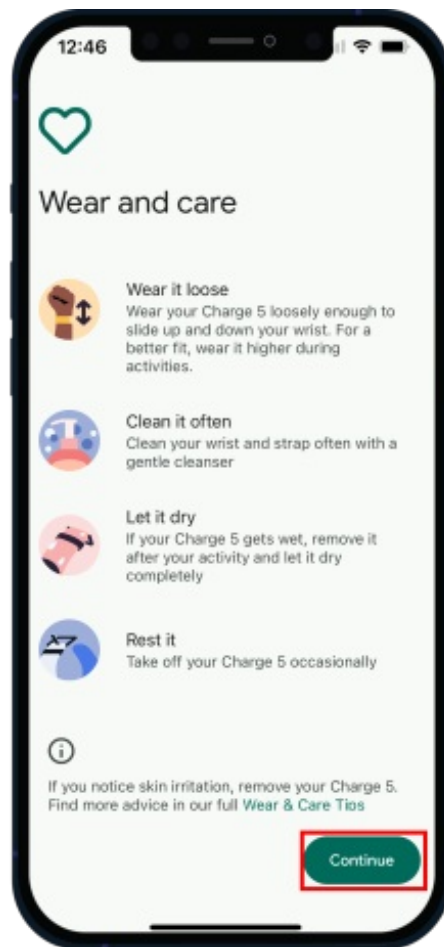 12:46
Wear and care
Wear it loose
Wear your Charge 5 loosely enough to
slide up and down your wrist. For a
better fit, wear it higher during
activities.
Clean it often
Clean your wrist and strap often with a
gentle cleanser
Let it dry
If your Charge 5 gets wet, remove it
after your activity and let it dry
completely
Rest it
Take off your Charge 5 occasionally
If you notice skin irritation, remove your Charge 5.
Find more advice in our full Wear & Care Tips
Continue